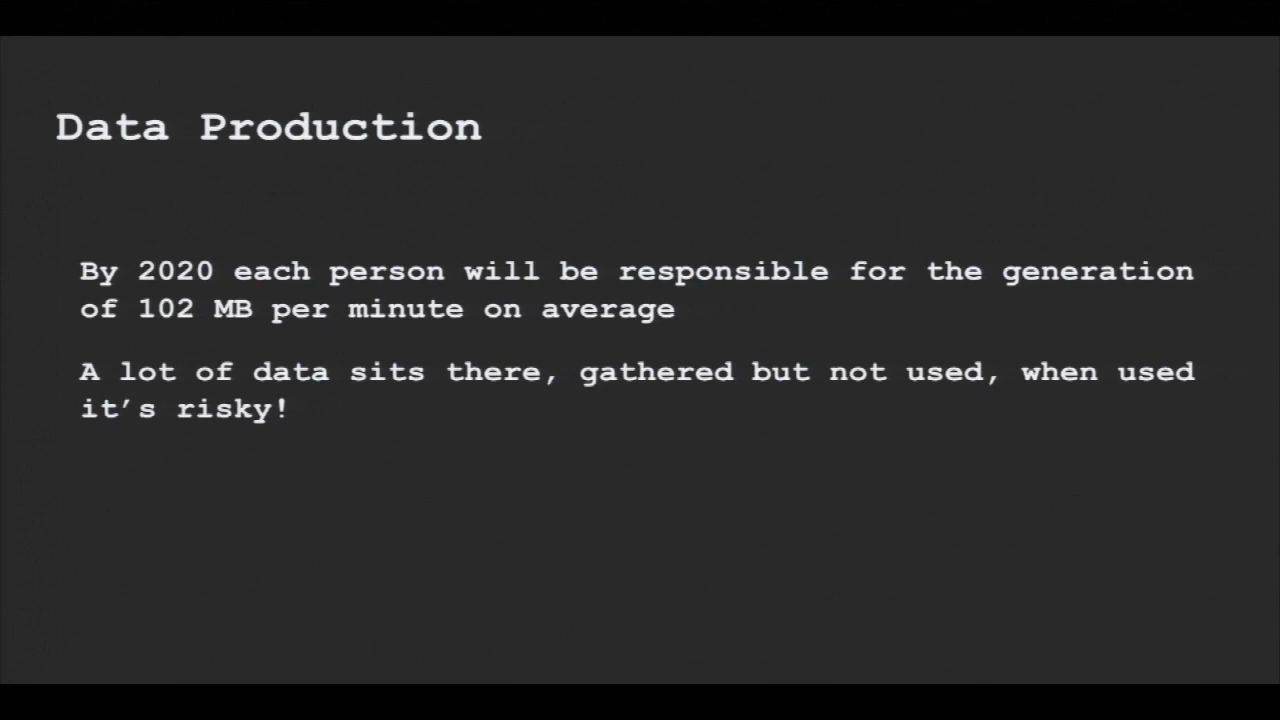 Data Production
By 2020 each person will be responsible for the generation
of 102 MB per minute on average
A lot of data sits there, gathered but not used, when used
it’s risky!